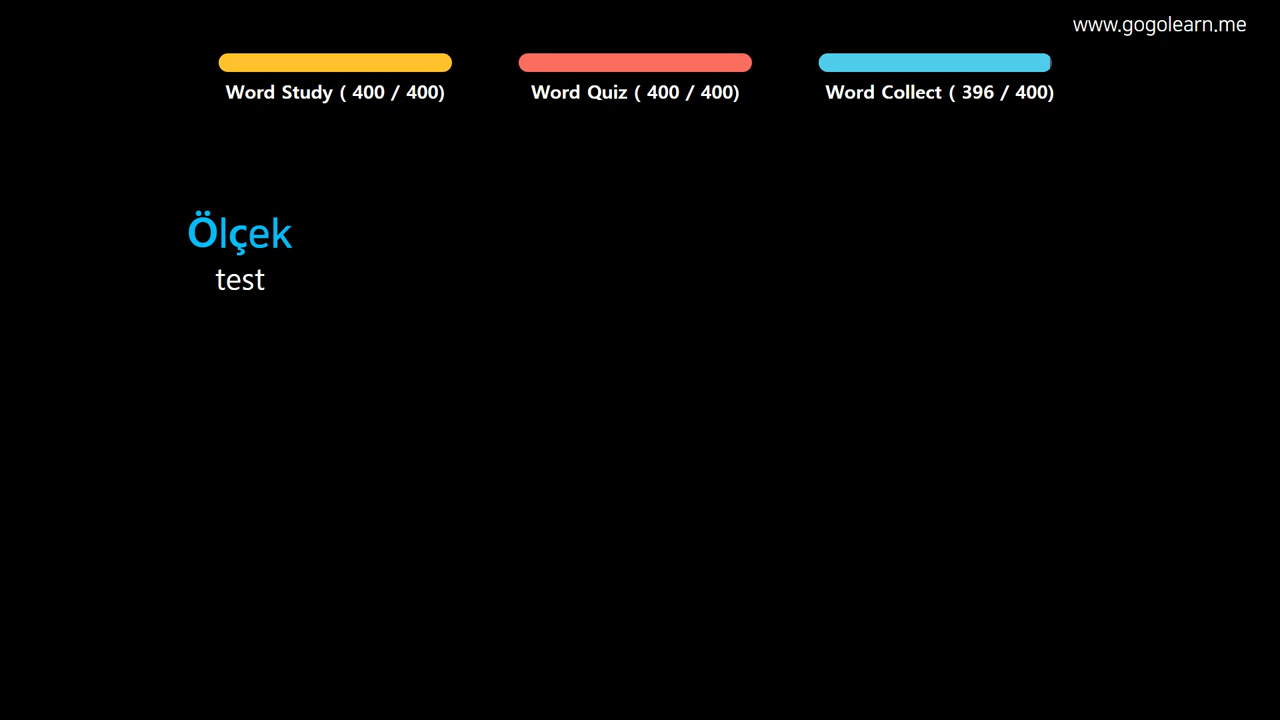 www.gogolearn.me
Word Study ( 400 / 400)
Word Quiz ( 400 / 400)
Word Collect ( 396 / 400)
Ölçek
test